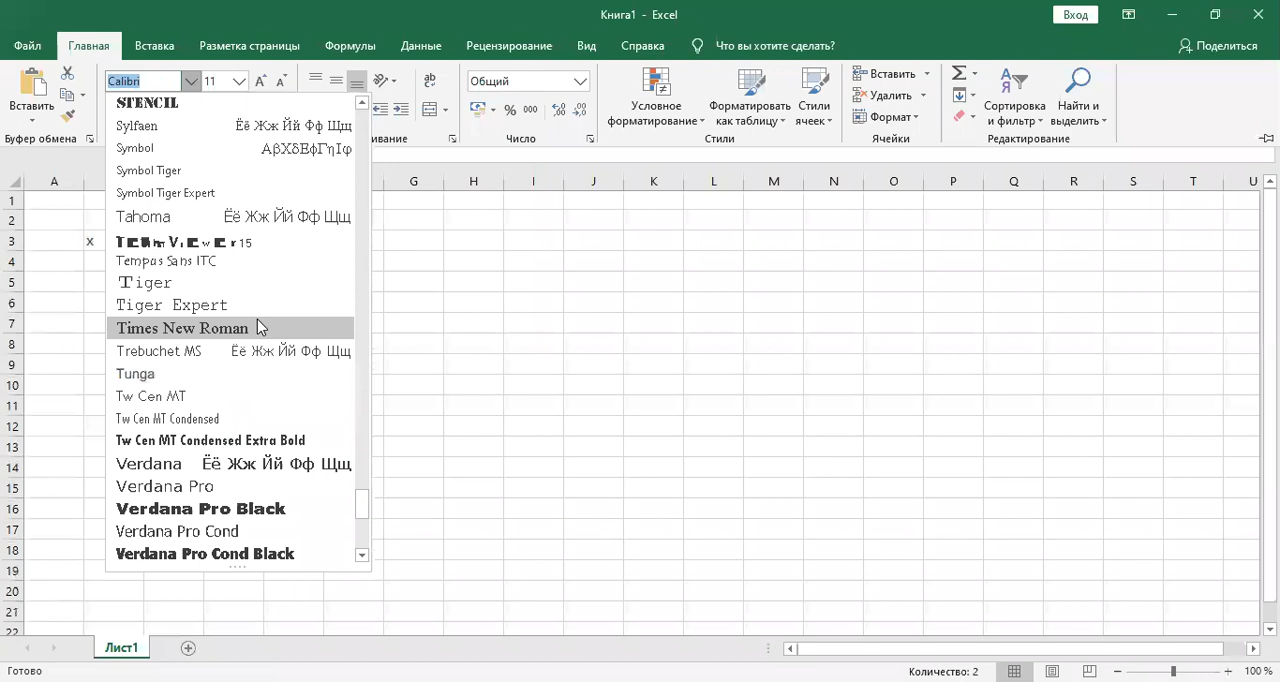 Книга1 - Excel
Вход
Файл Главная Вставка Разметка страницы Формулы Данные Рецензирование Вид Справка Что вы хотите сделать? Поделиться
Вставить
Буфер обмена
Calibri 11
ab
Общий
% 000
Число
Условное форматирование
Форматировать как таблицу
Стили ячеек
Стили
Вставить
Удалить
Формат
Ячейки
Сортировка и фильтр
Найти и выделить
Редактирование
ивание
STENCIL
Sylfaen Ёё Жж Йй Фф Щщ
Symbol ΑβΧδΕφΓηΙφ
Symbol Tiger
Symbol Tiger Expert
Tahoma Ёё Жж Йй Фф Щщ
TeamViewer 15
Tempus Sans ITC
Tiger
Tiger Expert
Times New Roman
Trebuchet MS Ёё Жж Йй Фф Щщ
Tunga
Tw Cen MT
Tw Cen MT Condensed
Tw Cen MT Condensed Extra Bold
Verdana Ёё Жж Йй Фф Щщ
Verdana Pro
Verdana Pro Black
Verdana Pro Cond
Verdana Pro Cond Black
A G H I J K L M N O P Q R S T U
1
2
3 x
4
5
6
7
8
9
10
11
12
13
14
15
16
17
18
19
20
21
22
Лист1
Готово Количество: 2 100 %